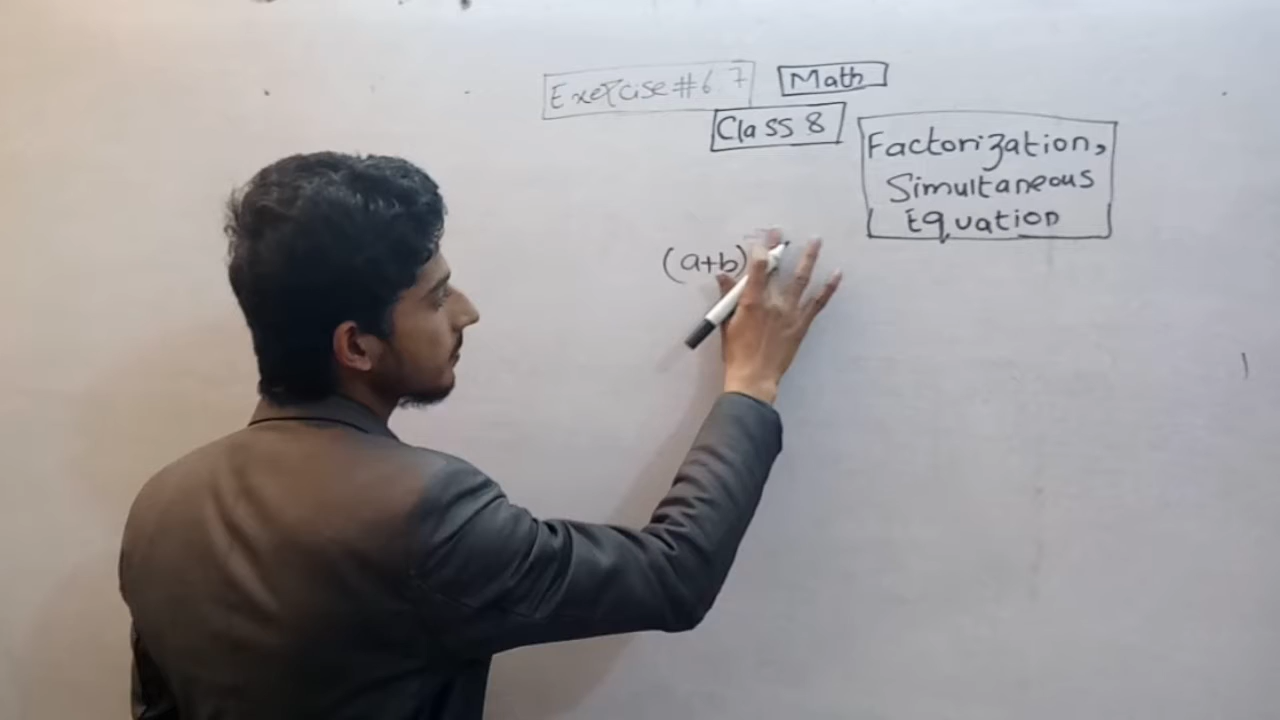 Exercise#6.7
Math
Class 8
Factorization,
Simultaneous
Equation
(a+b)